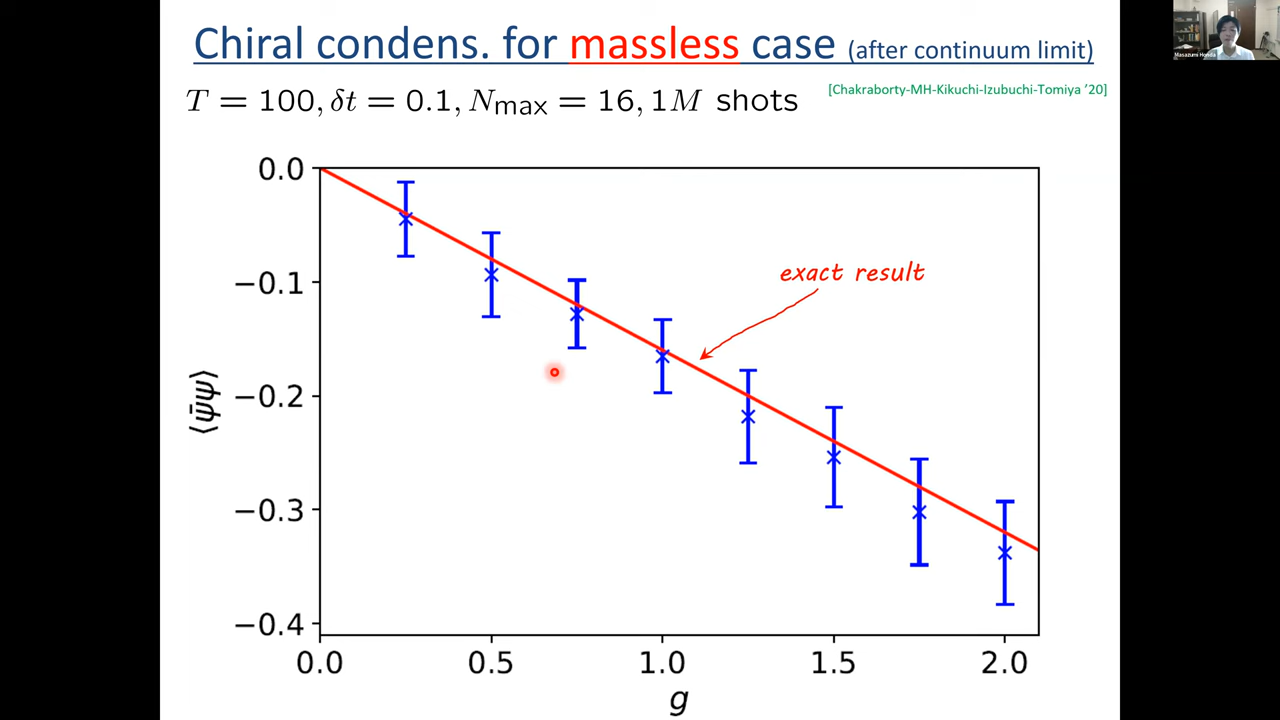 Chiral condens. for massless case (after continuum limit)
[Chakraborty-MH-Kikuchi-Izubuchi-Tomiya '20]
T = 100, δt = 0.1, N_max = 16, 1M shots
0.0
−0.1
−0.2
−0.3
−0.4
⟨ψ̄ψ⟩
exact result
0.0 0.5 1.0 1.5 2.0
g
Masazumi Honda